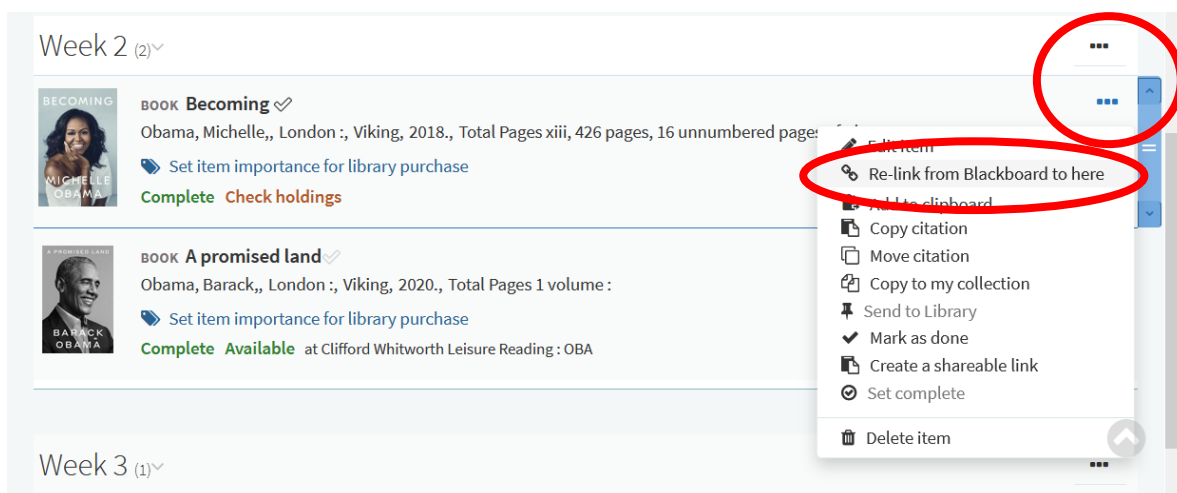 Week 2 (2)
BECOMING
MICHELLE
OBAMA
BOOK Becoming
Obama, Michelle,, London :, Viking, 2018., Total Pages xiii, 426 pages, 16 unnumbered pages
Set item importance for library purchase
Complete Check holdings
Edit item
Re-link from Blackboard to here
Add to clipboard
Copy citation
Move citation
Copy to my collection
Send to Library
Mark as done
Create a shareable link
Set complete
Delete item
A PROMISED LAND
BARACK
OBAMA
BOOK A promised land
Obama, Barack,, London :, Viking, 2020., Total Pages 1 volume :
Set item importance for library purchase
Complete Available at Clifford Whitworth Leisure Reading : OBA
Week 3 (1)